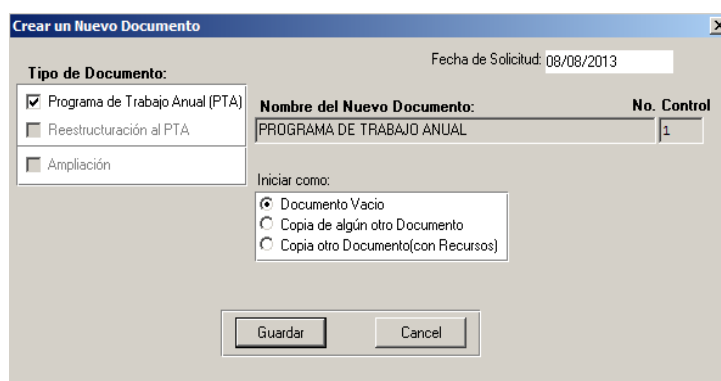 Crear un Nuevo Documento
Fecha de Solicitud: 08/08/2013
Tipo de Documento:
Programa de Trabajo Anual (PTA)
Reestructuración al PTA
Ampliación
Nombre del Nuevo Documento: No. Control
PROGRAMA DE TRABAJO ANUAL 1
Iniciar como:
Documento Vacio
Copia de algún otro Documento
Copia otro Documento(con Recursos)
Guardar Cancel